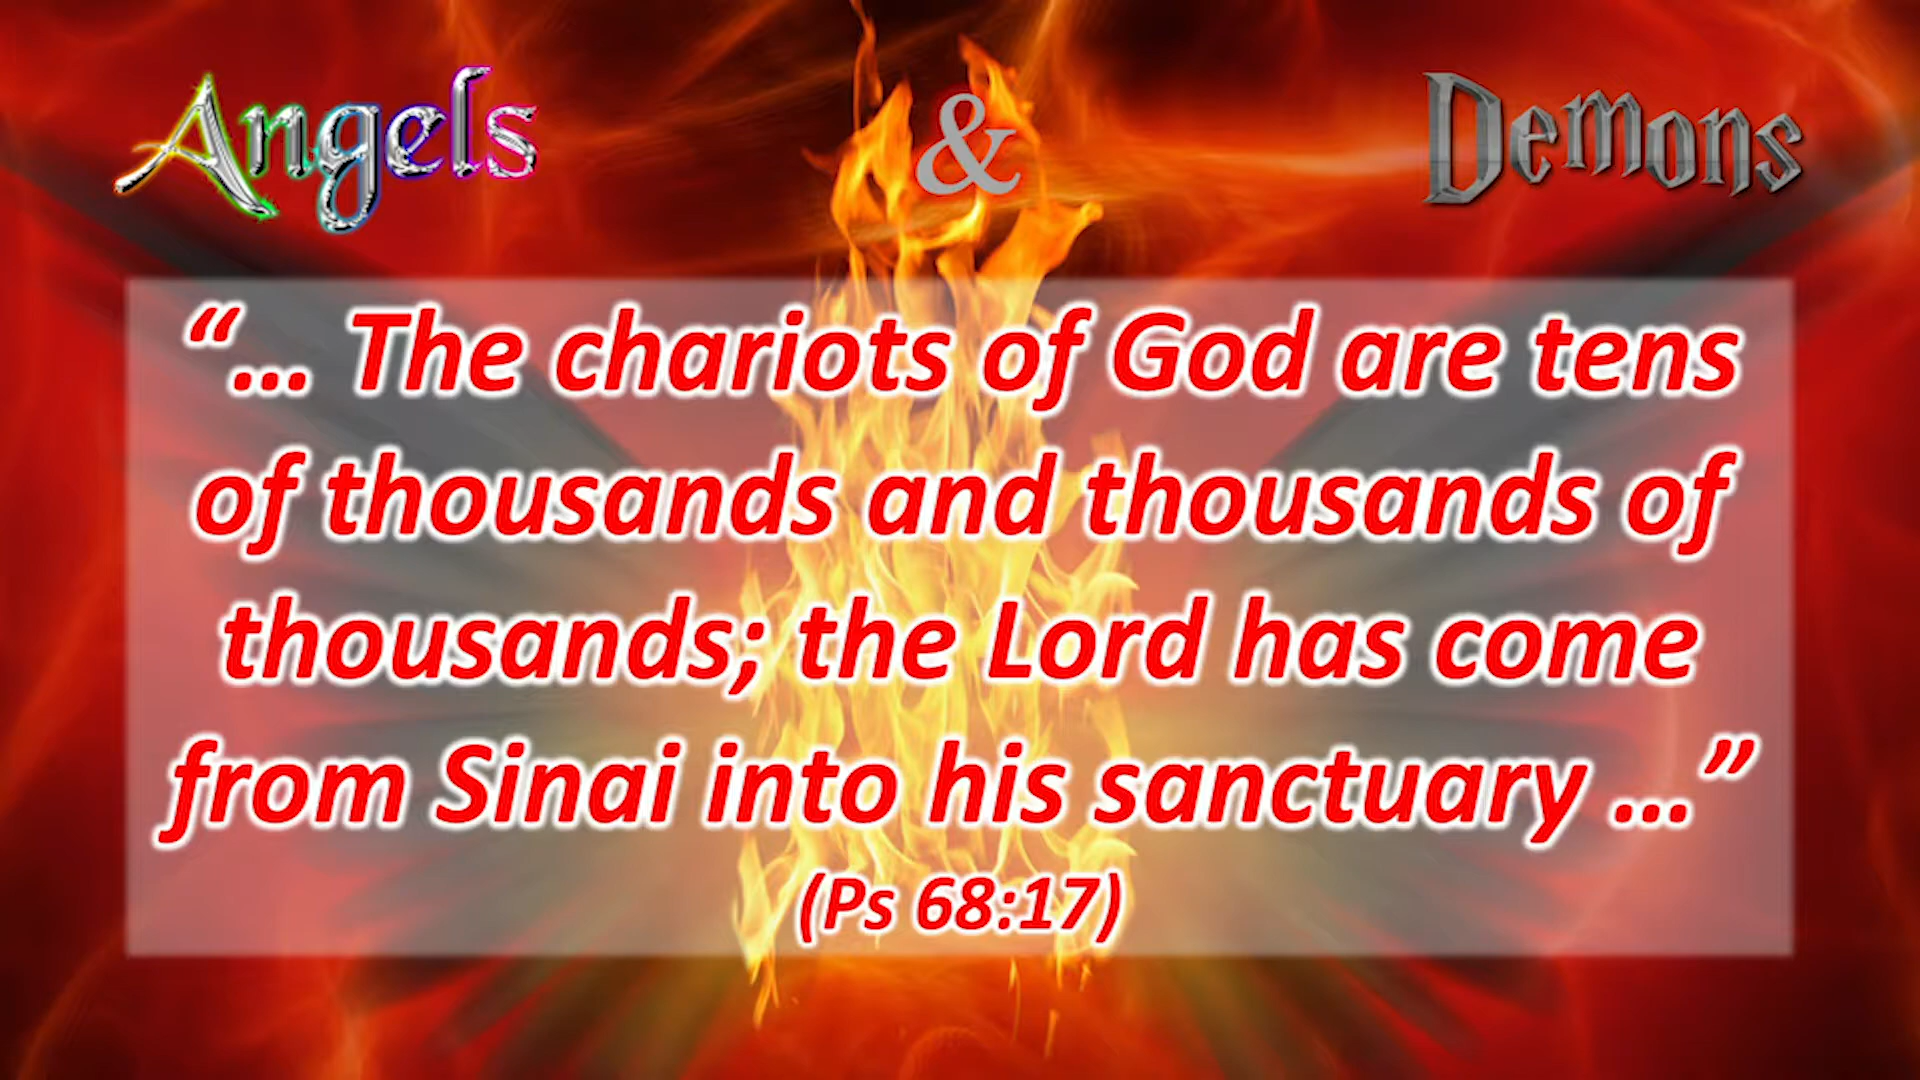 Angels & Demons
“... The chariots of God are tens
of thousands and thousands of
thousands; the Lord has come
from Sinai into his sanctuary ...”
(Ps 68:17)